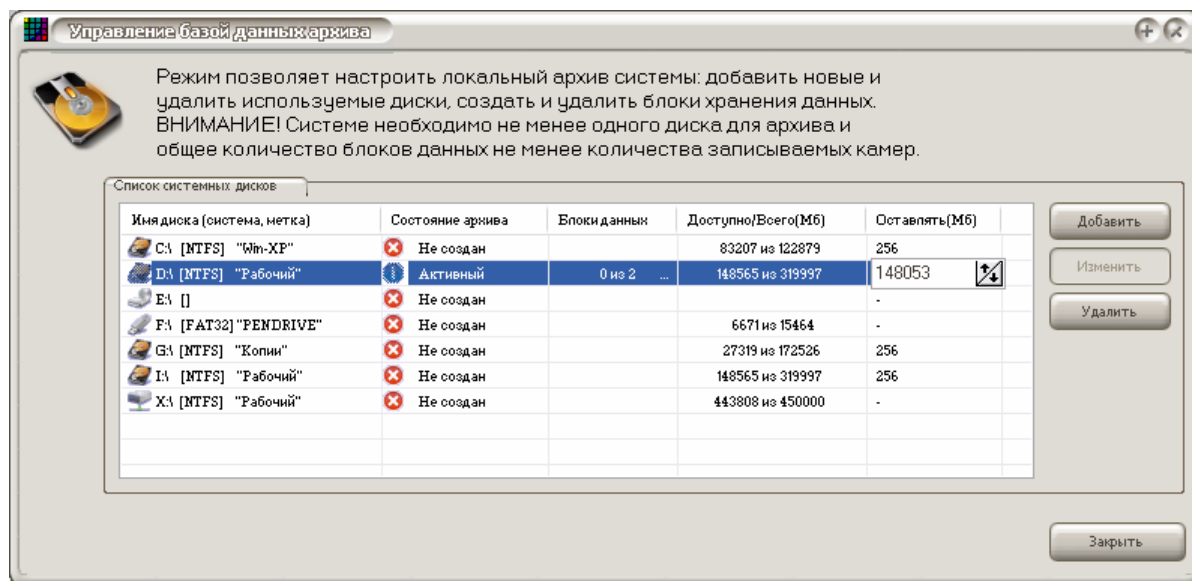 Управление базой данных архива
Режим позволяет настроить локальный архив системы: добавить новые и
удалить используемые диски, создать и удалить блоки хранения данных.
ВНИМАНИЕ! Системе необходимо не менее одного диска для архива и
общее количество блоков данных не менее количества записываемых камер.
Список системных дисков
Имя диска (система, метка) Состояние архива Блоки данных Доступно/Всего(Мб) Оставлять(Мб)
C:\ [NTFS] "Win-XP" Не создан 83207 из 122879 256
D:\ [NTFS] "Рабочий" Активный 0 из 2 ... 148565 из 319997 148053
E:\ [] Не создан -
F:\ [FAT32] "PENDRIVE" Не создан 6671 из 15464 -
G:\ [NTFS] "Копии" Не создан 27319 из 172526 256
I:\ [NTFS] "Рабочий" Не создан 148565 из 319997 256
X:\ [NTFS] "Рабочий" Не создан 443808 из 450000 -
Добавить
Изменить
Удалить
Закрыть